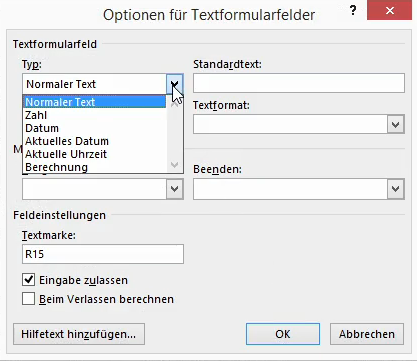 Optionen für Textformularfelder ? ×
Textformularfeld
Typ: Standardtext:
Normaler Text
Normaler Text Textformat:
Zahl
Datum
Aktuelles Datum
Aktuelle Uhrzeit
M
Berechnung Beenden:
Feldeinstellungen
Textmarke:
R15
Eingabe zulassen
Beim Verlassen berechnen
Hilfetext hinzufügen... OK Abbrechen